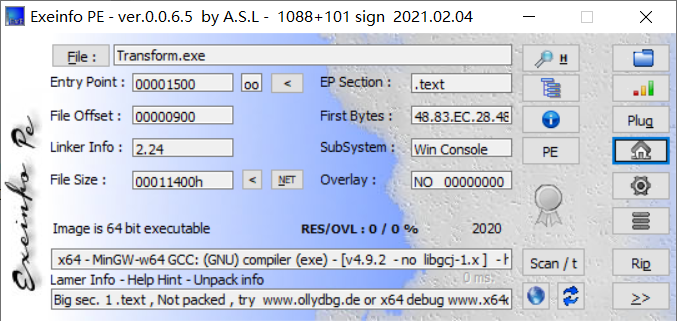 Exeinfo PE - ver.0.0.6.5 by A.S.L - 1088+101 sign 2021.02.04
File : Transform.exe H
Entry Point : 00001500 oo < EP Section : .text
File Offset : 00000900 First Bytes : 48.83.EC.28.48 Plug
Linker Info : 2.24 SubSystem : Win Console PE
File Size : 00011400h < NET Overlay : NO 00000000
Image is 64 bit executable RES/OVL : 0 / 0 % 2020
x64 - MinGW-w64 GCC: (GNU) compiler (exe) - [v4.9.2 - no libgcj-1.x ] - h Scan / t Rip
Lamer Info - Help Hint - Unpack info 0 ms.
Big sec. 1 .text , Not packed , try www.ollydbg.de or x64 debug www.x64 >>
Exeinfo Pe